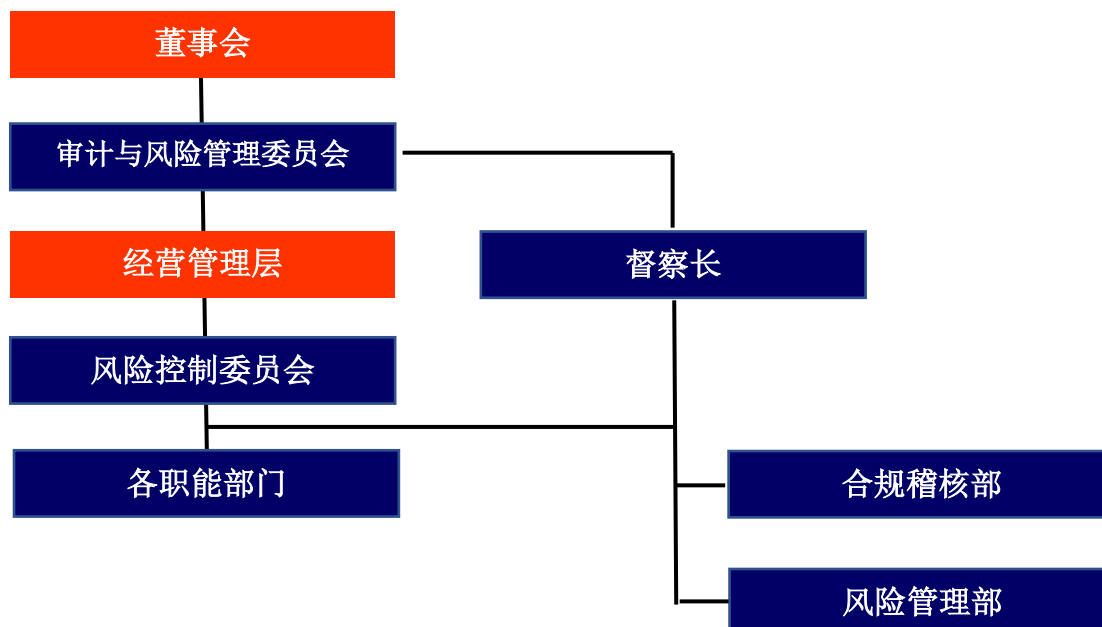 董事会
审计与风险管理委员会
经营管理层
督察长
风险控制委员会
各职能部门
合规稽核部
风险管理部